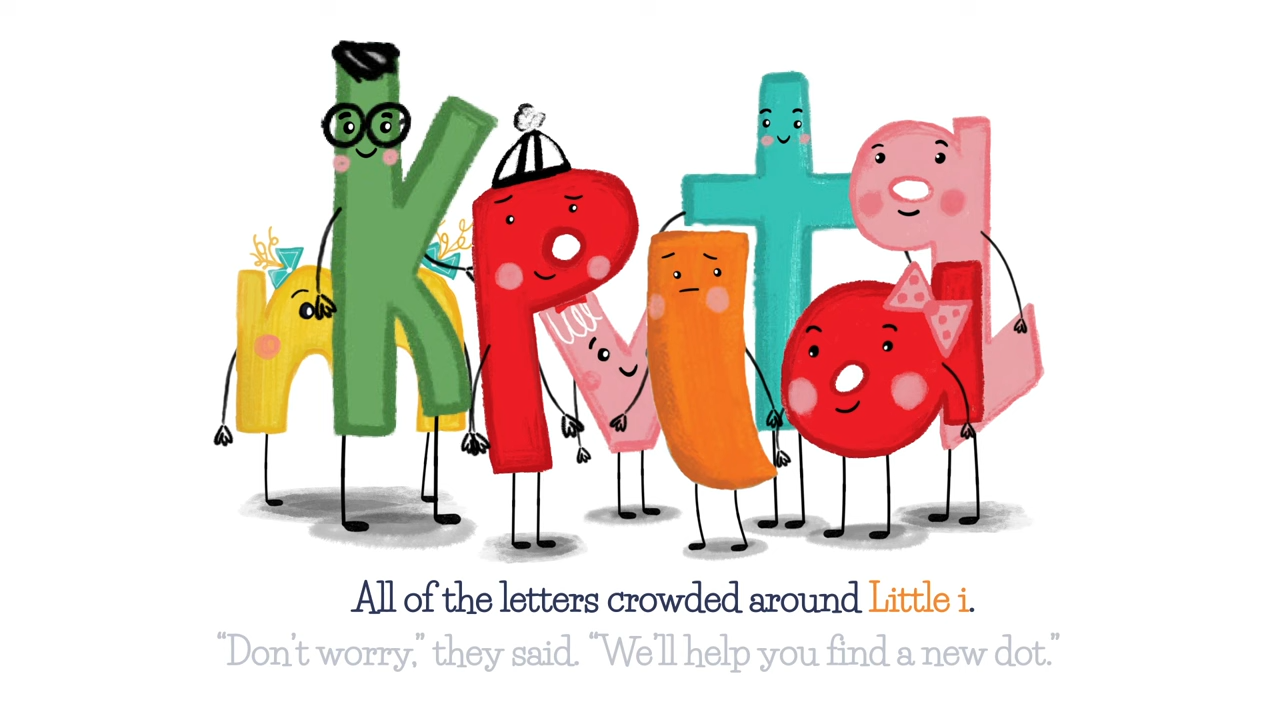 All of the letters crowded around Little i.
“Don’t worry,” they said. “We’ll help you find a new dot.”